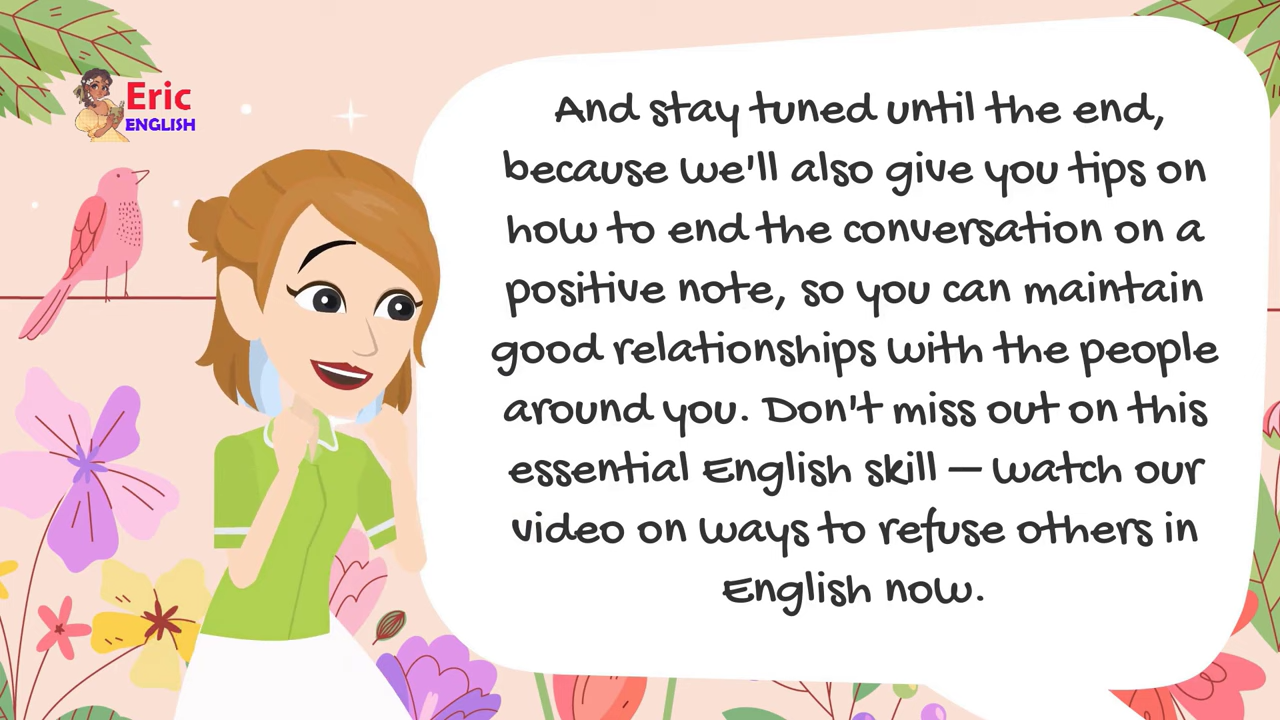 Eric
ENGLISH
And stay tuned until the end,
because we'll also give you tips on
how to end the conversation on a
positive note, so you can maintain
good relationships with the people
around you. Don't miss out on this
essential English skill — watch our
video on ways to refuse others in
English now.